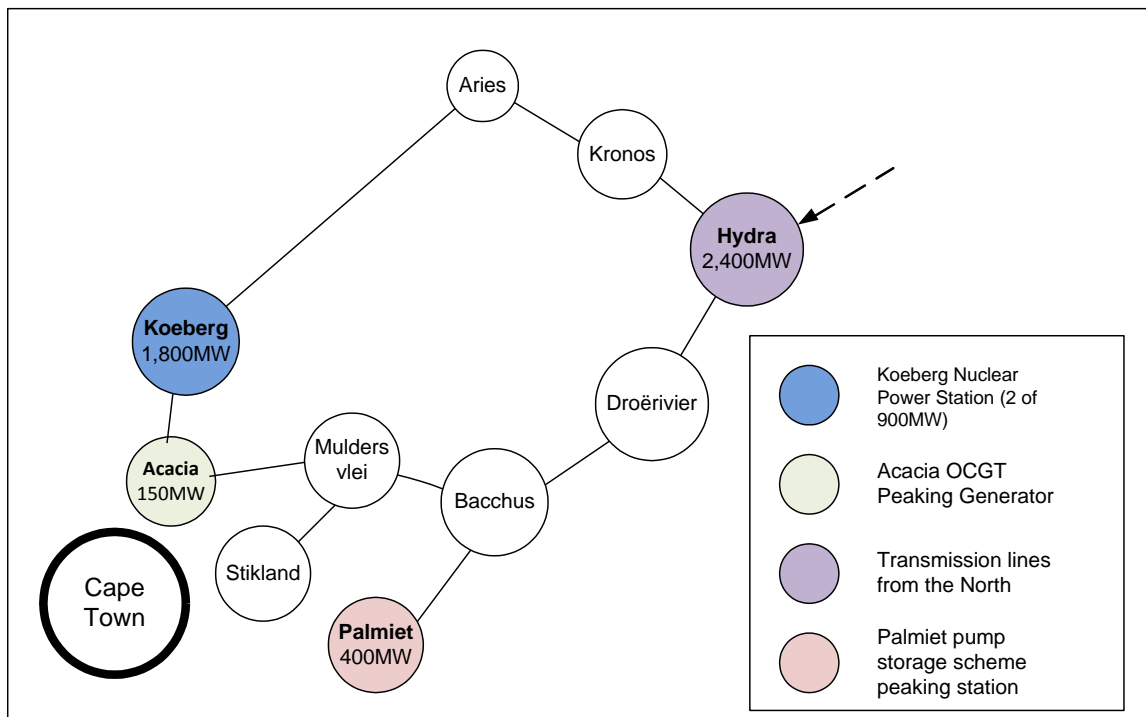 Aries
Kronos
Hydra
2,400MW
Koeberg
1,800MW
Droërivier
Mulders
vlei
Acacia
150MW
Bacchus
Stikland
Cape
Town
Palmiet
400MW
Koeberg Nuclear
Power Station (2 of
900MW)
Acacia OCGT
Peaking Generator
Transmission lines
from the North
Palmiet pump
storage scheme
peaking station